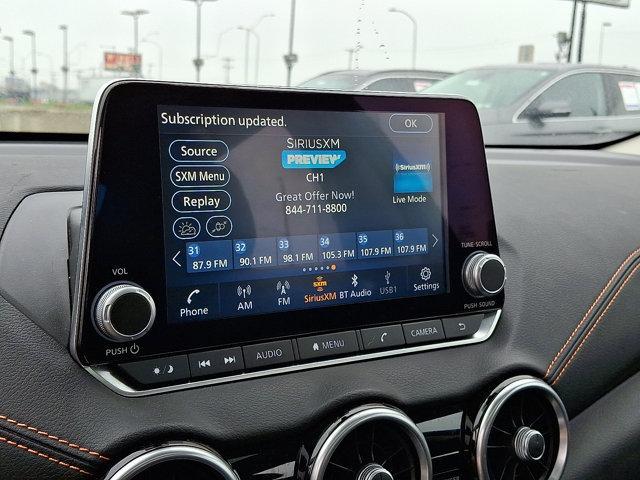 Subscription updated.
OK
Source
SIRIUSXM
PREVIEW
SXM Menu
CH1
((SiriusXM))
Replay
Great Offer Now!
844-711-8800
Live Mode
31 32 33 34 35 36
87.9 FM 90.1 FM 98.1 FM 105.3 FM 107.9 FM 107.9 FM
Phone AM FM SXM SiriusXM BT Audio USB1 Settings
VOL
PUSH
TUNE·SCROLL
PUSH SOUND
AUDIO
MENU
CAMERA